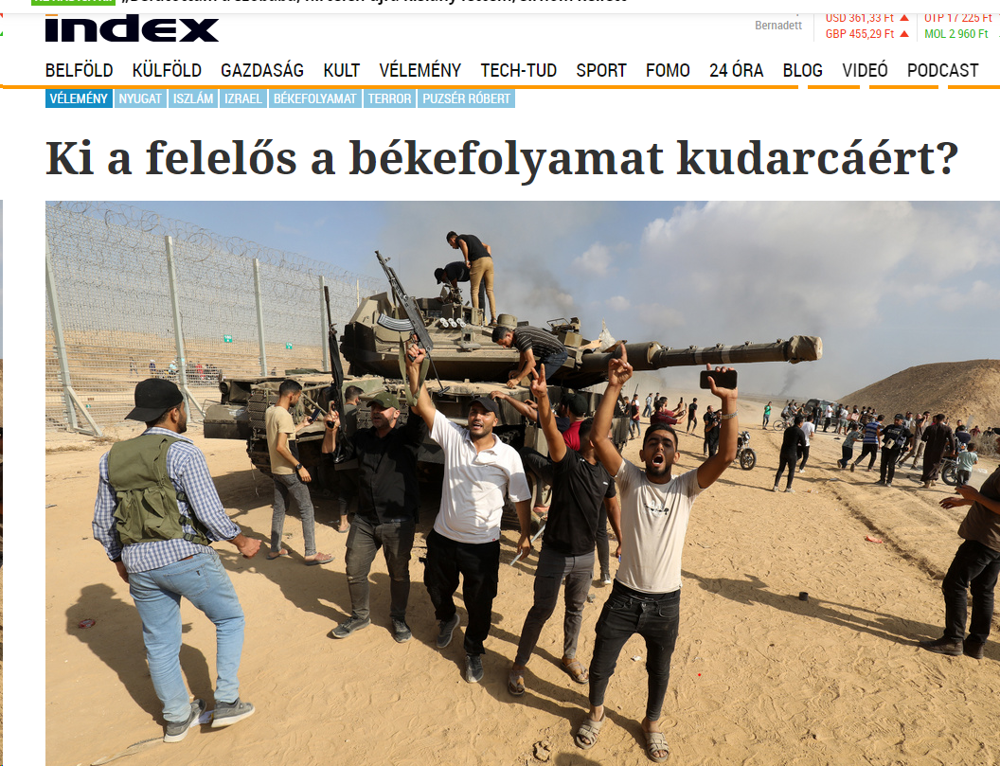 index
Bernadett
USD 361,33 Ft
OTP 17 225 Ft
GBP 455,29 Ft
MOL 2 960 Ft
BELFÖLD KÜLFÖLD GAZDASÁG KULT VÉLEMÉNY TECH-TUD SPORT FOMO 24 ÓRA BLOG VIDEÓ PODCAST
VÉLEMÉNY NYUGAT ISZLÁM IZRAEL BÉKEFOLYAMAT TERROR PUZSÉR RÓBERT
Ki a felelős a békefolyamat kudarcáért?